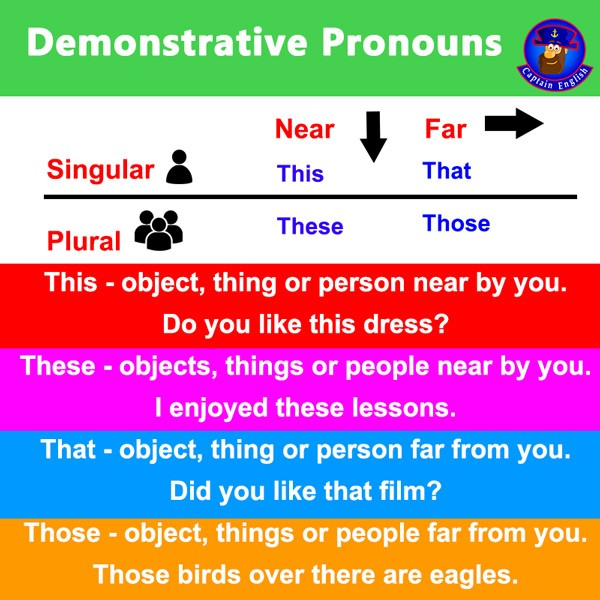 Demonstrative Pronouns
Captain English
Near Far
Singular This That
Plural These Those
This - object, thing or person near by you.
Do you like this dress?
These - objects, things or people near by you.
I enjoyed these lessons.
That - object, thing or person far from you.
Did you like that film?
Those - object, things or people far from you.
Those birds over there are eagles.